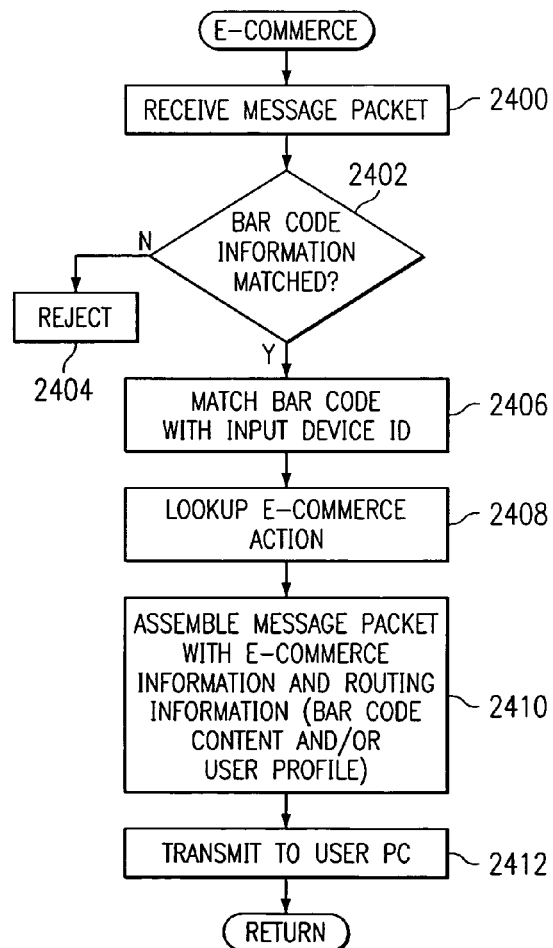 E-COMMERCE
RECEIVE MESSAGE PACKET
2400
2402
BAR CODE
INFORMATION
MATCHED?
N
REJECT
2404
Y
MATCH BAR CODE
WITH INPUT DEVICE ID
2406
LOOKUP E-COMMERCE
ACTION
2408
ASSEMBLE MESSAGE PACKET
WITH E-COMMERCE
INFORMATION AND ROUTING
INFORMATION (BAR CODE
CONTENT AND/OR
USER PROFILE)
2410
TRANSMIT TO USER PC
2412
RETURN